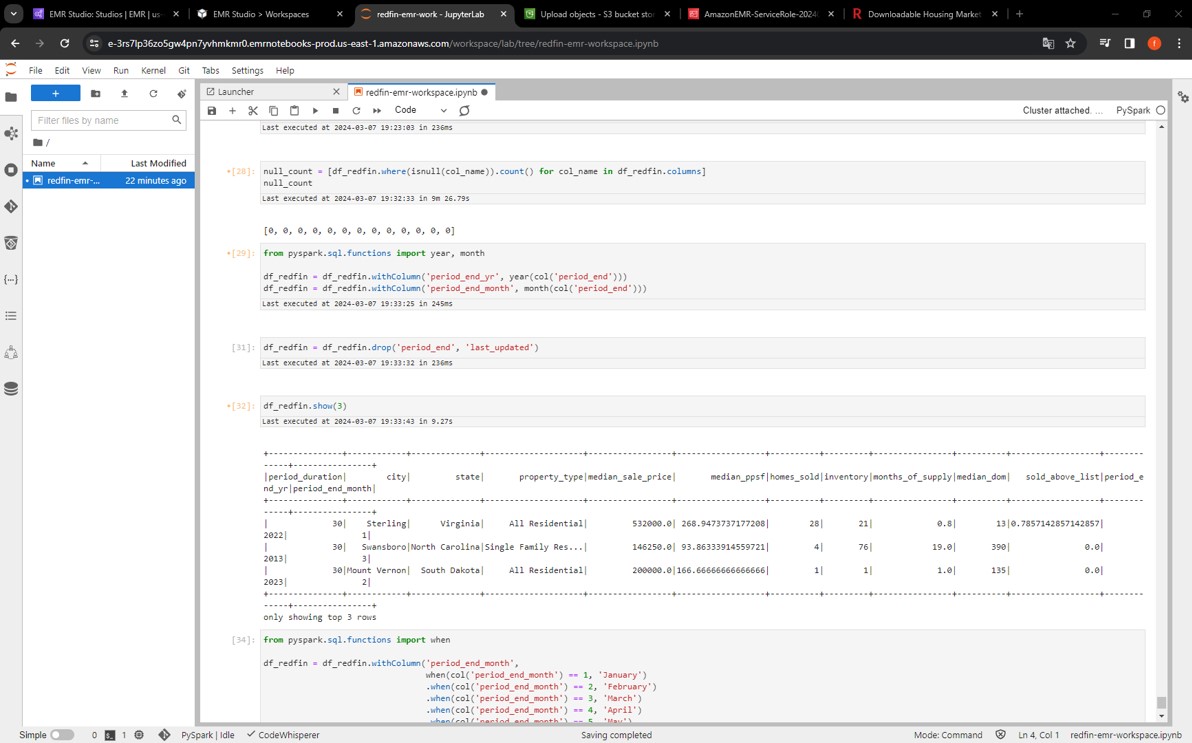 EMR Studio: Studios | EMR | us-
EMR Studio > Workspaces
redfin-emr-work - JupyterLab
Upload objects - S3 bucket stor
AmazonEMR-ServiceRole-2024
Downloadable Housing Market
e-3rs7lp36zo5gw4pn7yvhmkmr0.emrnotebooks-prod.us-east-1.amazonaws.com/workspace/lab/tree/redfin-emr-workspace.ipynb
File Edit View Run Kernel Git Tabs Settings Help
Launcher
redfin-emr-workspace.ipynb
Code
Cluster attached. ...
PySpark
Filter files by name
/
Name
Last Modified
redfin-emr-...
22 minutes ago
Last executed at 2024-03-07 19:23:03 in 236ms
[28]: null_count = [df_redfin.where(isnull(col_name)).count() for col_name in df_redfin.columns]
null_count
Last executed at 2024-03-07 19:32:33 in 9m 26.79s
[0, 0, 0, 0, 0, 0, 0, 0, 0, 0, 0, 0, 0]
[29]: from pyspark.sql.functions import year, month
df_redfin = df_redfin.withColumn('period_end_yr', year(col('period_end')))
df_redfin = df_redfin.withColumn('period_end_month', month(col('period_end')))
Last executed at 2024-03-07 19:33:25 in 245ms
[31]: df_redfin = df_redfin.drop('period_end', 'last_updated')
Last executed at 2024-03-07 19:33:32 in 236ms
[32]: df_redfin.show(3)
Last executed at 2024-03-07 19:33:43 in 9.27s
|period_duration| city| state| property_type|median_sale_price| median_ppsf|homes_sold|inventory|months_of_supply|median_dom| sold_above_list|period_e
nd_yr|period_end_month|
| 30| Sterling| Virginia| All Residential| 532000.0| 268.9473737177208| 28| 21| 0.8| 13|0.7857142857142857|
2022| 1|
| 30| Swansboro|North Carolina|Single Family Res...| 146250.0| 93.86333914559721| 4| 76| 19.0| 390| 0.0|
2013| 3|
| 30|Mount Vernon| South Dakota| All Residential| 200000.0|166.66666666666666| 1| 1| 1.0| 135| 0.0|
2023| 2|
only showing top 3 rows
[34]: from pyspark.sql.functions import when
df_redfin = df_redfin.withColumn('period_end_month',
when(col('period_end_month') == 1, 'January')
.when(col('period_end_month') == 2, 'February')
.when(col('period_end_month') == 3, 'March')
.when(col('period_end_month') == 4, 'April')
.when(col('period_end_month') == 5, 'May')
Simple
0
1
PySpark | Idle
CodeWhisperer
Saving completed
Mode: Command
Ln 4, Col 1
redfin-emr-workspace.ipynb